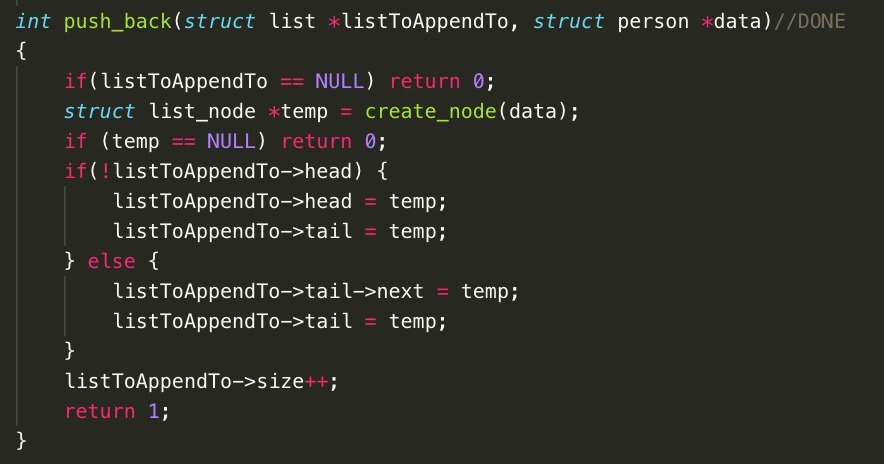 int push_back(struct list *listToAppendTo, struct person *data)//DONE
{
    if(listToAppendTo == NULL) return 0;
    struct list_node *temp = create_node(data);
    if (temp == NULL) return 0;
    if(!listToAppendTo->head) {
        listToAppendTo->head = temp;
        listToAppendTo->tail = temp;
    } else {
        listToAppendTo->tail->next = temp;
        listToAppendTo->tail = temp;
    }
    listToAppendTo->size++;
    return 1;
}